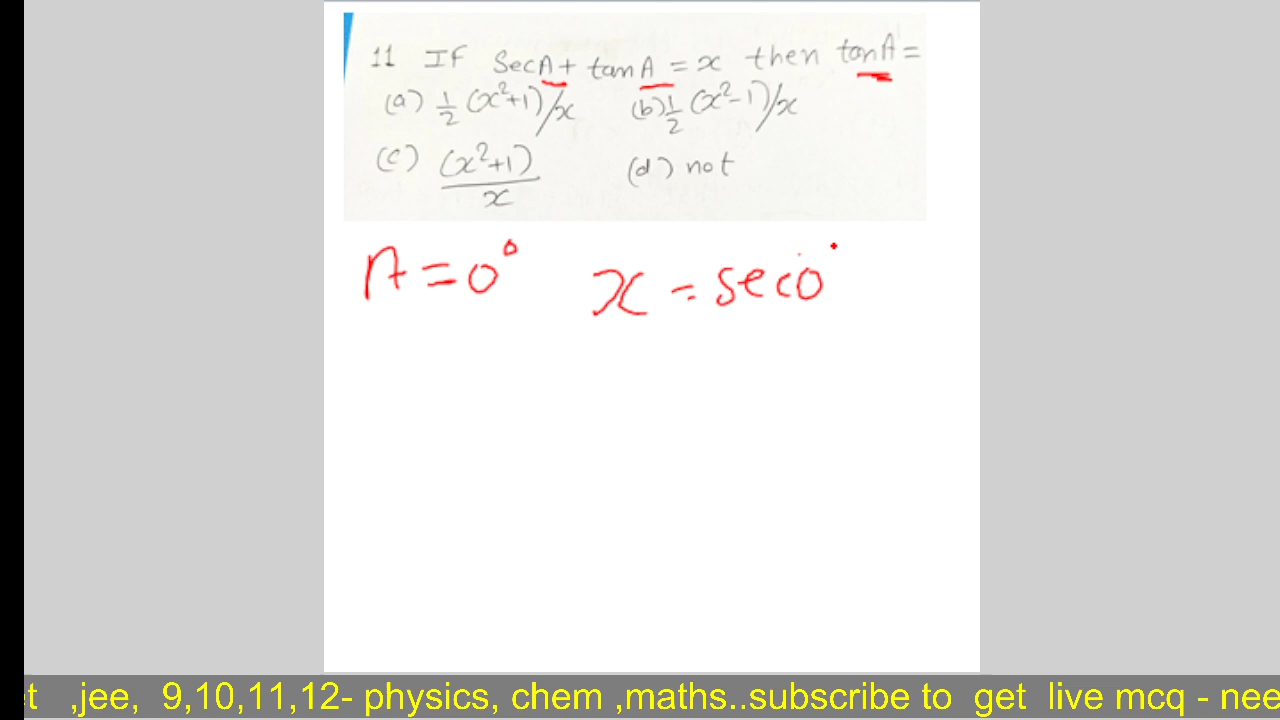 11 If SecA + tanA = x then tanA =
(a) 1/2 (x²+1)/x (b) 1/2 (x²-1)/x
(c) (x²+1)/x (d) not
A = 0° x = sec0°
t ,jee, 9,10,11,12- physics, chem ,maths..subscribe to get live mcq - nee